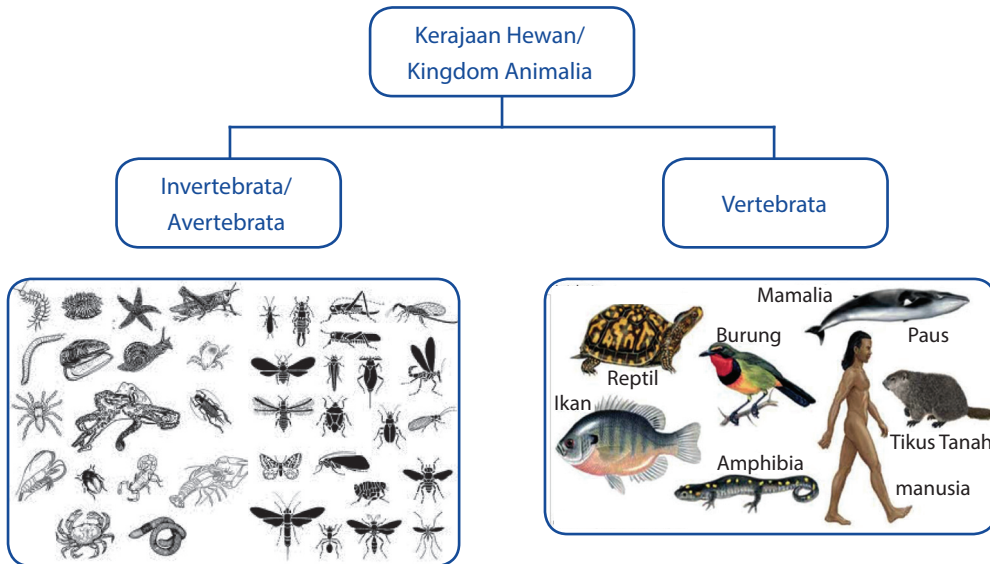 Kerajaan Hewan/
Kingdom Animalia
Invertebrata/
Avertebrata
Vertebrata
Mamalia
Paus
Burung
Reptil
Ikan
Tikus Tanah
Amphibia
manusia